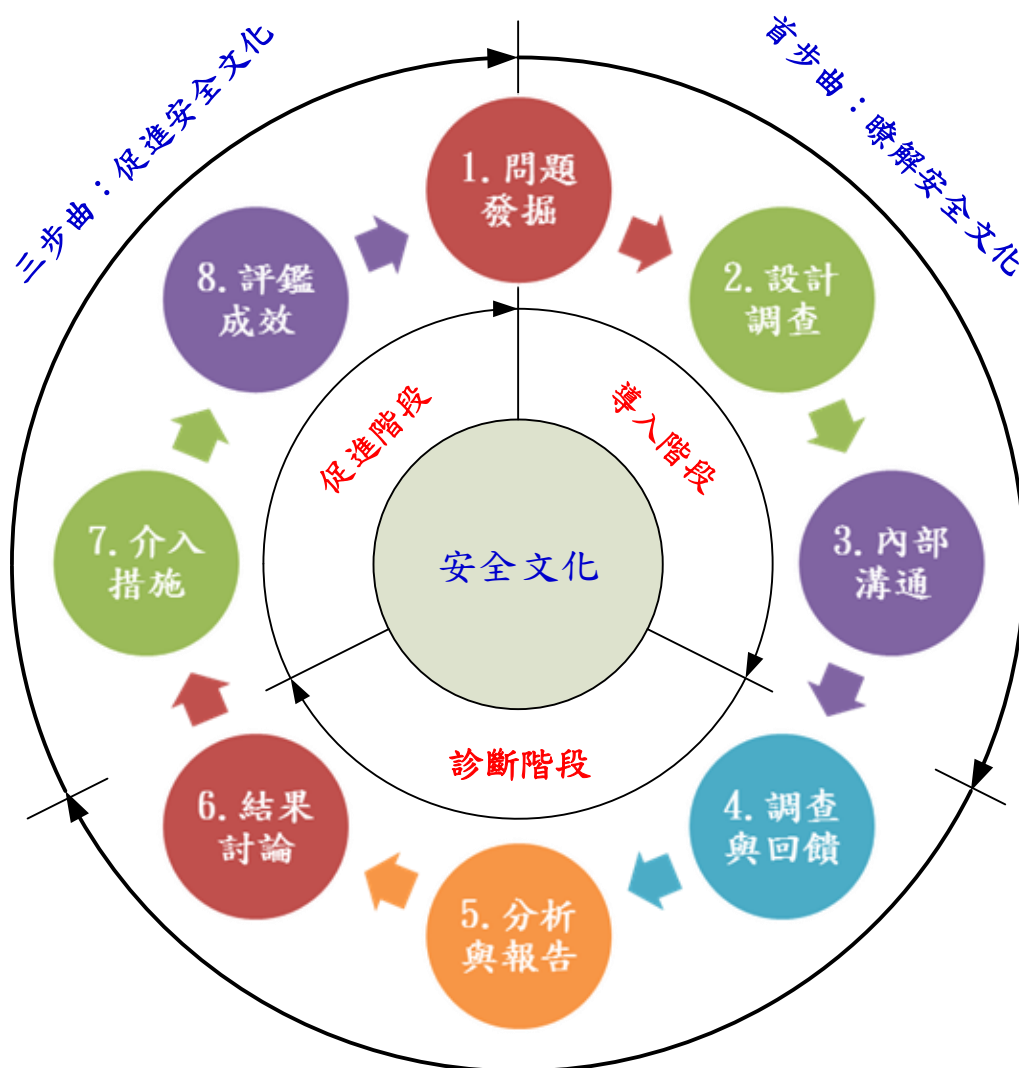 三步曲：促進安全文化
首步曲：瞭解安全文化
1. 問題
發掘
2. 設計
調查
3. 內部
溝通
4. 調查
與回饋
5. 分析
與報告
6. 結果
討論
7. 介入
措施
8. 評鑑
成效
導入階段
診斷階段
促進階段
安全文化